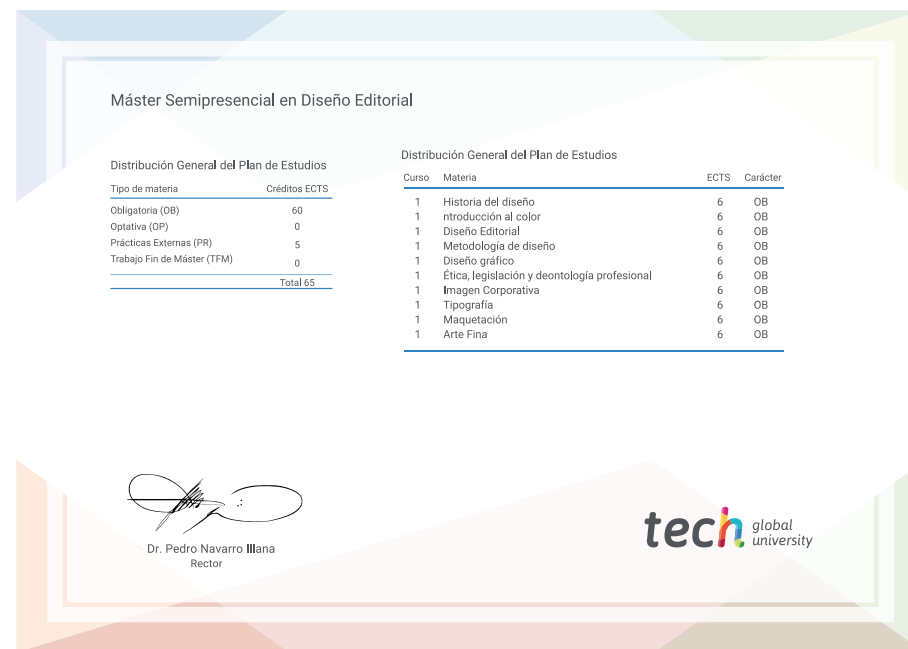 Máster Semipresencial en Diseño Editorial
Distribución General del Plan de Estudios
Tipo de materia Créditos ECTS
Obligatoria (OB) 60
Optativa (OP) 0
Prácticas Externas (PR) 5
Trabajo Fin de Máster (TFM) 0
Total 65
Distribución General del Plan de Estudios
Curso Materia ECTS Carácter
1 Historia del diseño 6 OB
1 ntroducción al color 6 OB
1 Diseño Editorial 6 OB
1 Metodología de diseño 6 OB
1 Diseño gráfico 6 OB
1 Ética, legislación y deontología profesional 6 OB
1 Imagen Corporativa 6 OB
1 Tipografía 6 OB
1 Maquetación 6 OB
1 Arte Fina 6 OB
Dr. Pedro Navarro Illana
Rector
tech global
university